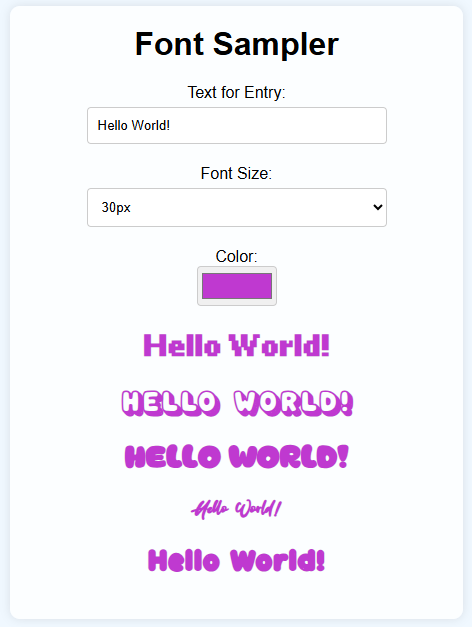 Font Sampler
Text for Entry:
Hello World!
Font Size:
30px
Color:
Hello World!
HELLO WORLD!
HELLO WORLD!
Hello World!
Hello World!